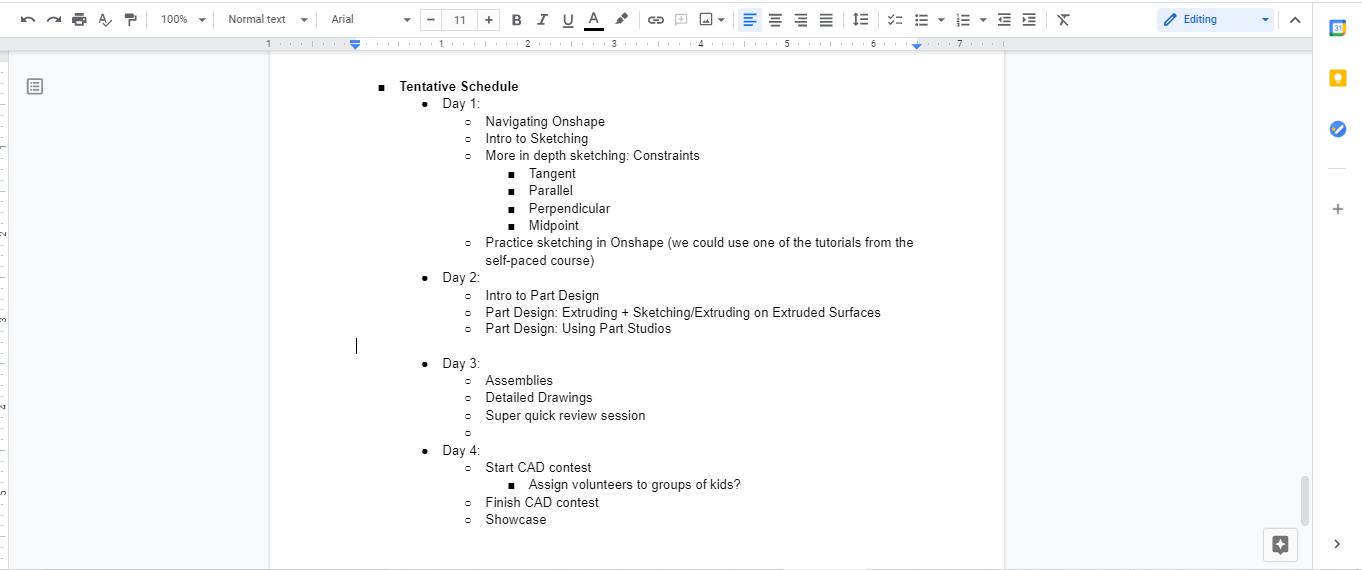 100% Normal text Arial 11 B I U A Editing
1 1 2 3 4 5 6 7
31
Tentative Schedule
Day 1:
Navigating Onshape
Intro to Sketching
More in depth sketching: Constraints
Tangent
Parallel
Perpendicular
Midpoint
Practice sketching in Onshape (we could use one of the tutorials from the
self-paced course)
Day 2:
Intro to Part Design
Part Design: Extruding + Sketching/Extruding on Extruded Surfaces
Part Design: Using Part Studios
Day 3:
Assemblies
Detailed Drawings
Super quick review session
Day 4:
Start CAD contest
Assign volunteers to groups of kids?
Finish CAD contest
Showcase